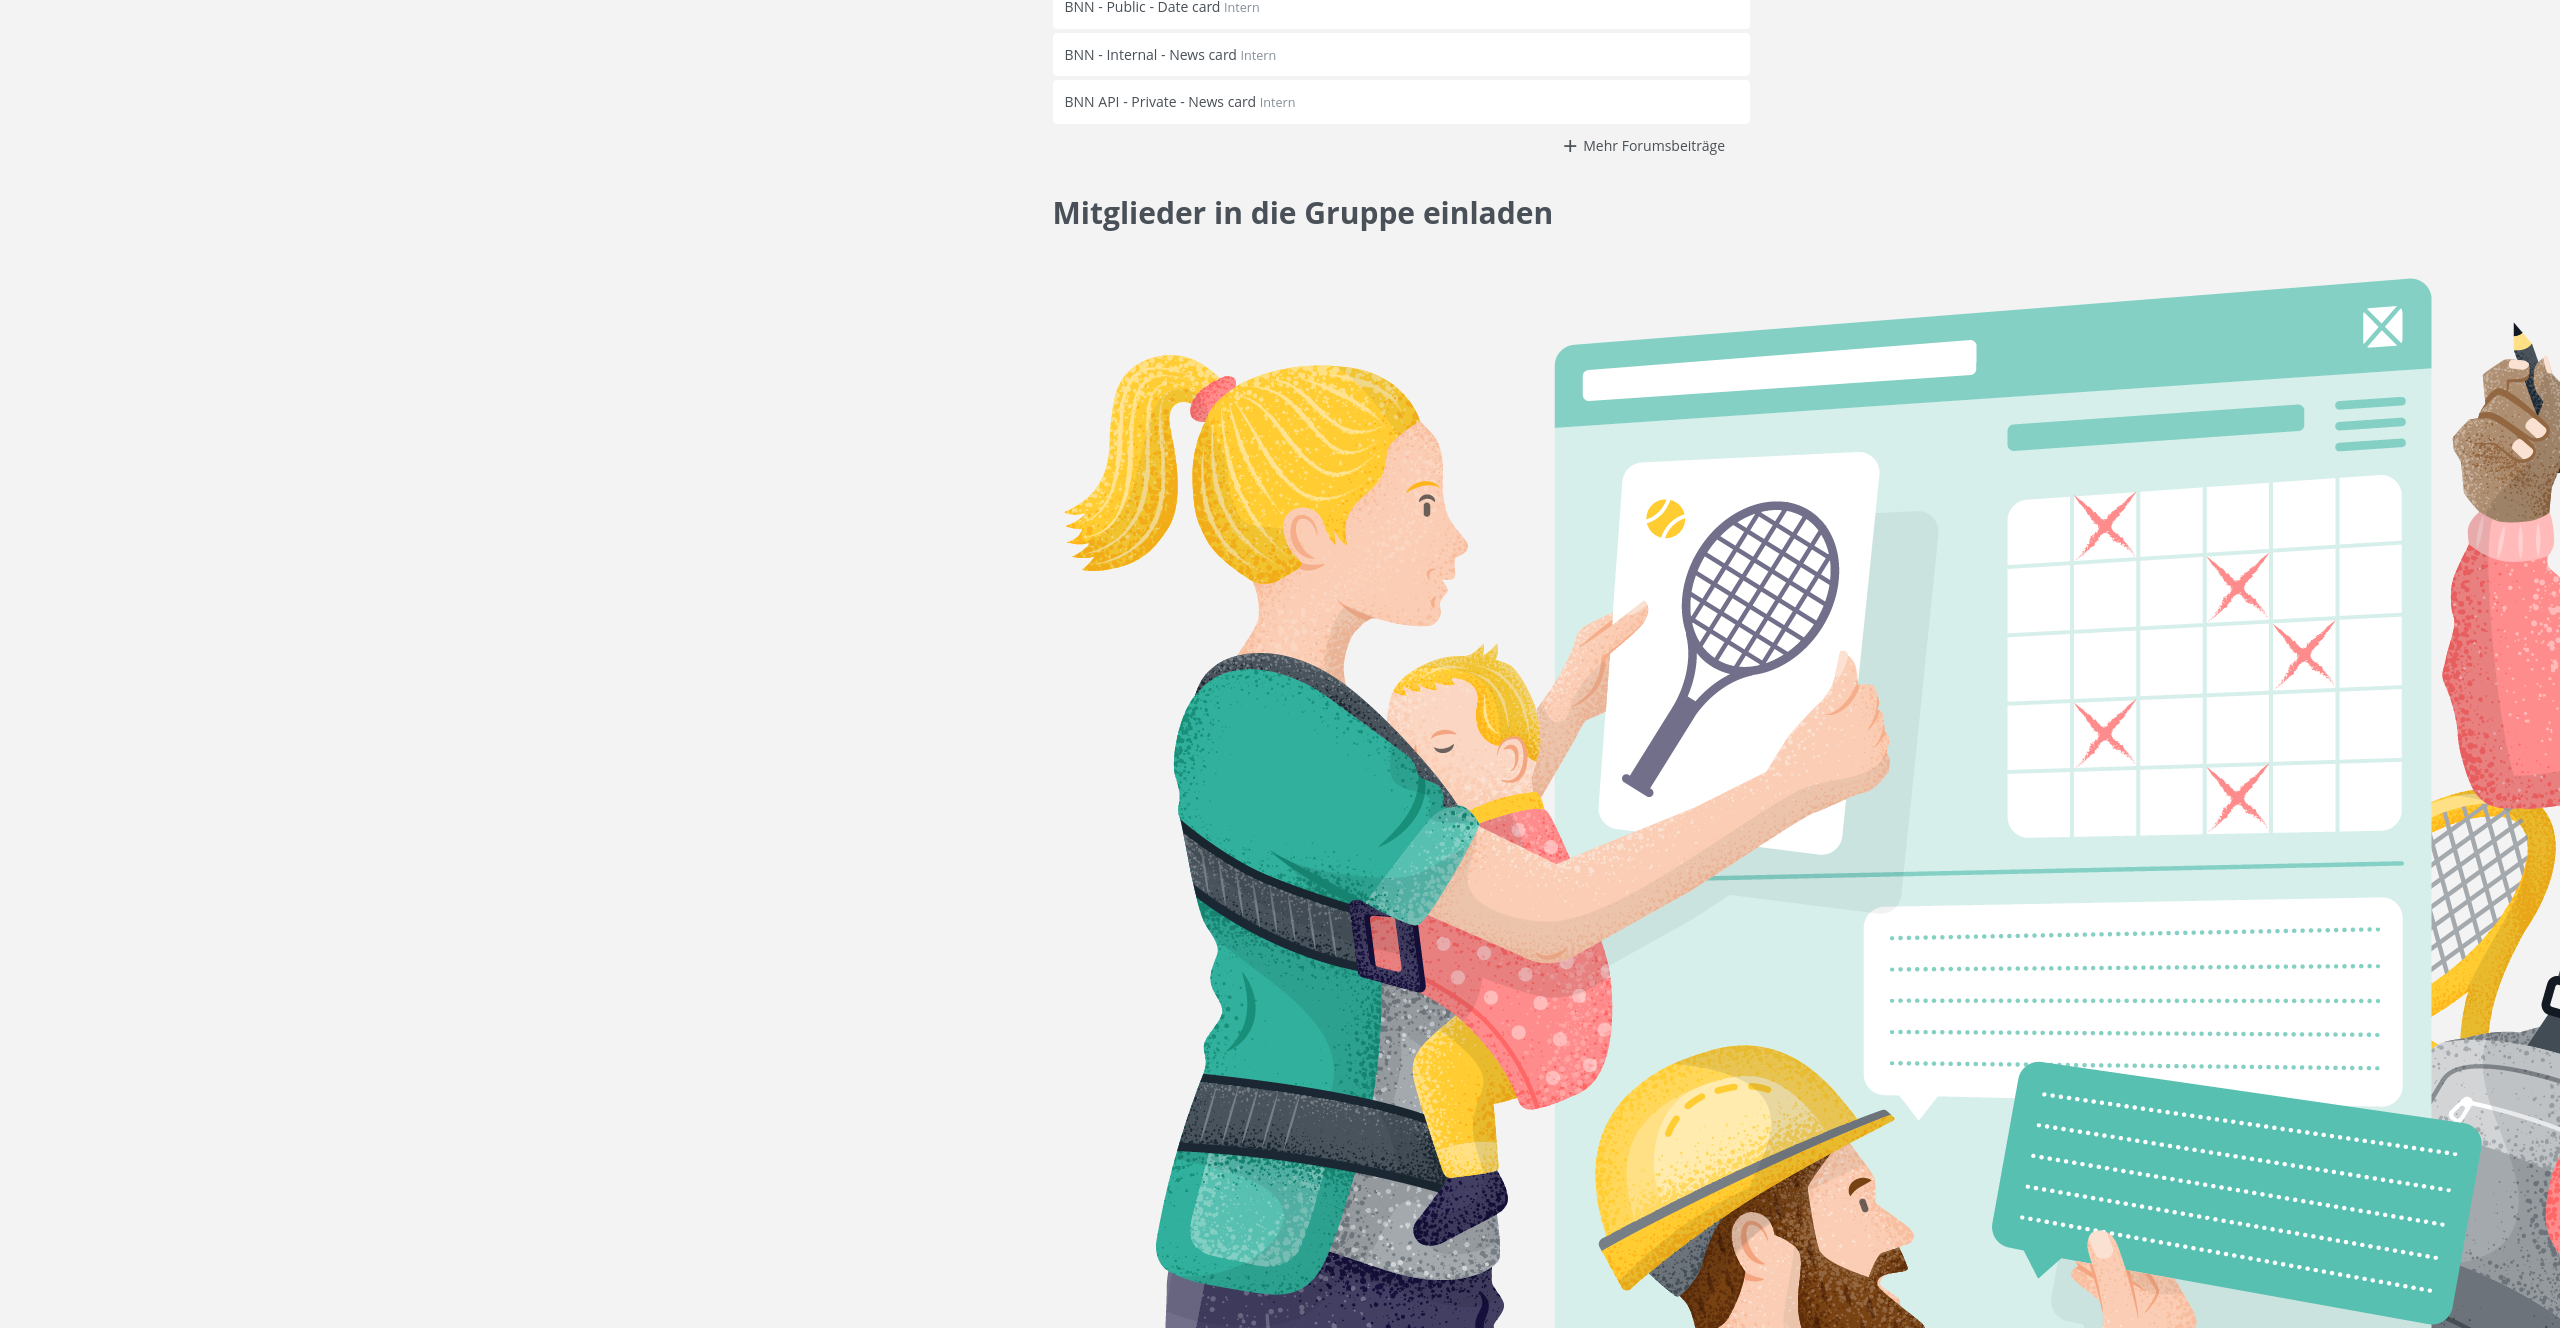 BNN - Public - Date card Intern
BNN - Internal - News card Intern
BNN API - Private - News card Intern
+ Mehr Forumsbeiträge
Mitglieder in die Gruppe einladen